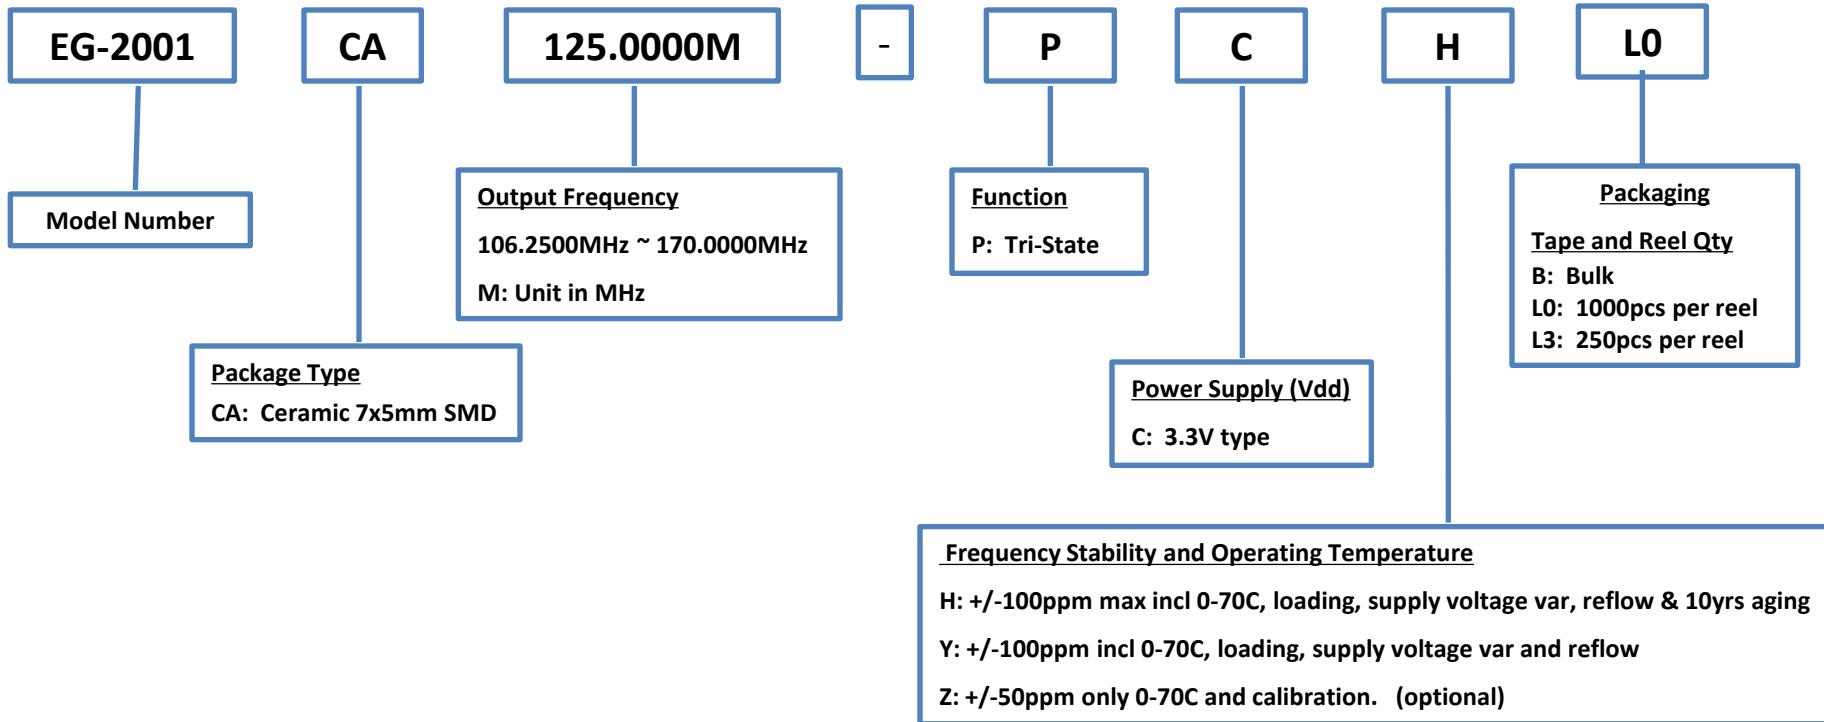 EG-2001 CA 125.0000M - P C H L0
Model Number
Package Type
CA: Ceramic 7x5mm SMD
Output Frequency
106.2500MHz ~ 170.0000MHz
M: Unit in MHz
Function
P: Tri-State
Power Supply (Vdd)
C: 3.3V type
Frequency Stability and Operating Temperature
H: +/-100ppm max incl 0-70C, loading, supply voltage var, reflow & 10yrs aging
Y: +/-100ppm incl 0-70C, loading, supply voltage var and reflow
Z: +/-50ppm only 0-70C and calibration. (optional)
Packaging
Tape and Reel Qty
B: Bulk
L0: 1000pcs per reel
L3: 250pcs per reel